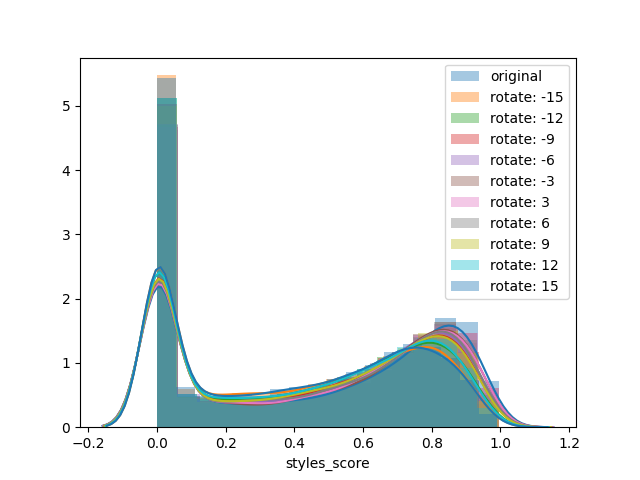 original
rotate: -15
rotate: -12
rotate: -9
rotate: -6
rotate: -3
rotate: 3
rotate: 6
rotate: 9
rotate: 12
rotate: 15
5
4
3
2
1
0
−0.2 0.0 0.2 0.4 0.6 0.8 1.0 1.2
styles_score